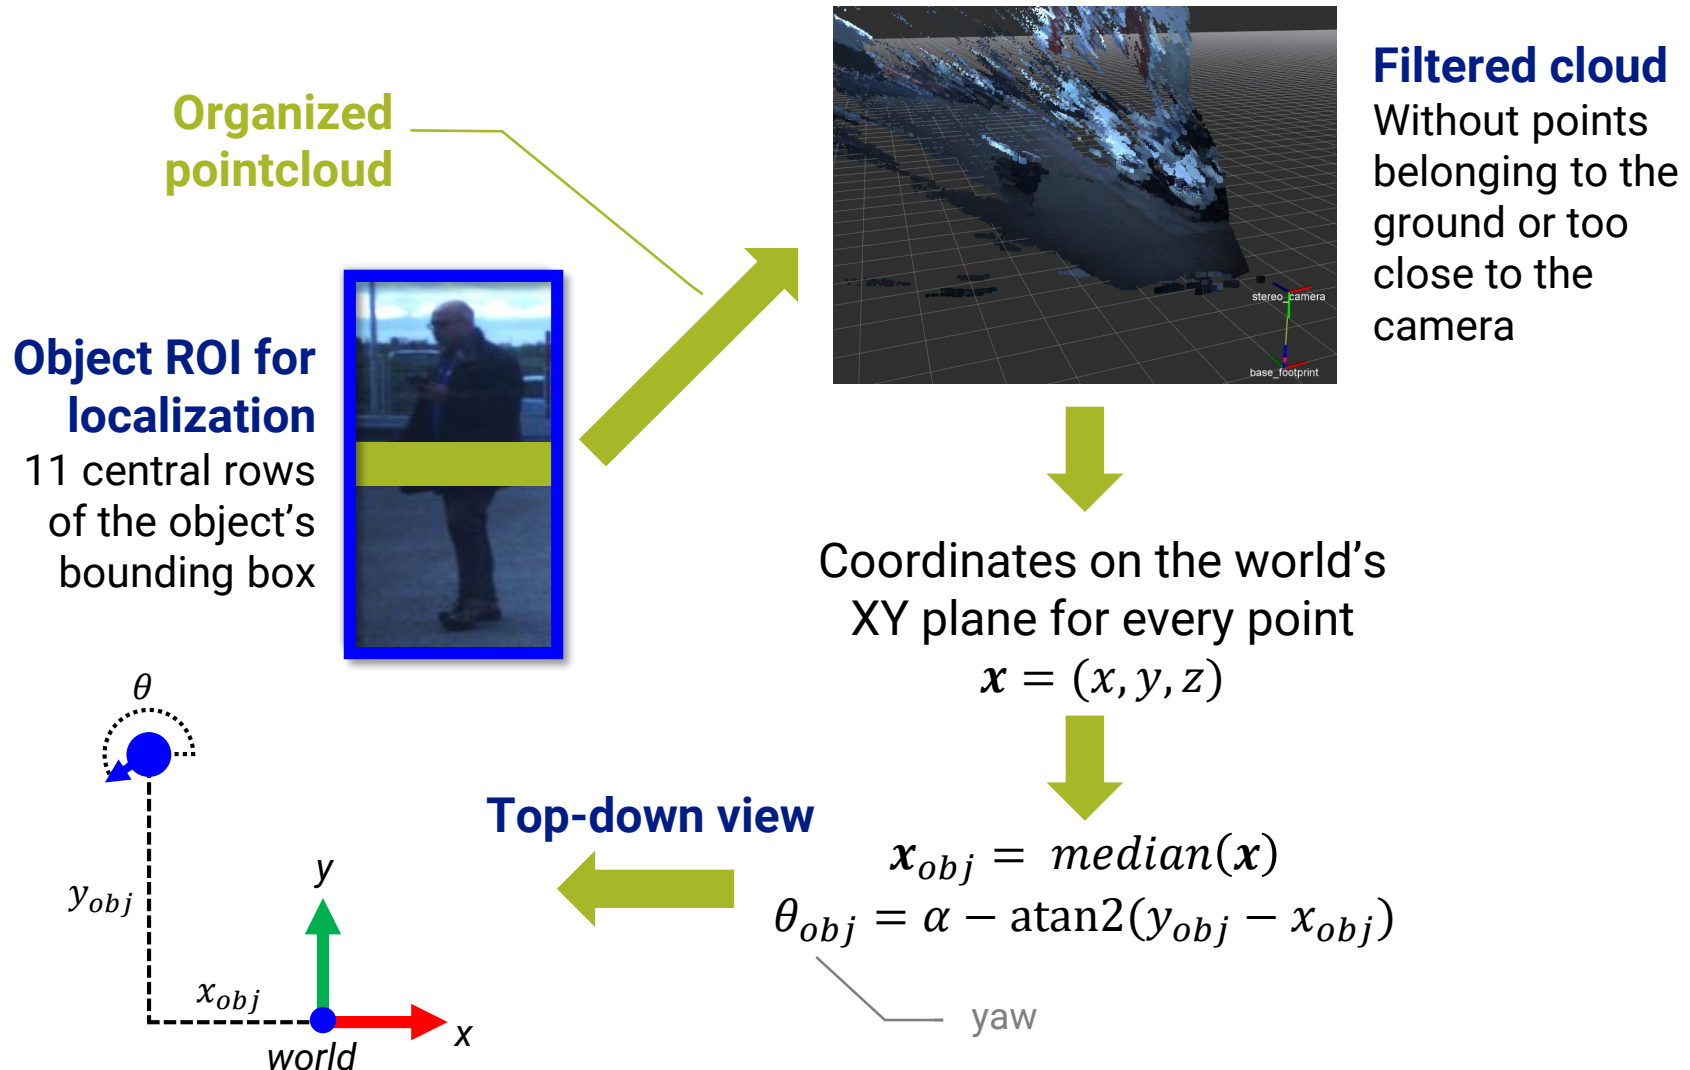 Organized
pointcloud
Filtered cloud
Without points
belonging to the
ground or too
close to the
camera
stereo_camera
base_footprint
Object ROI for
localization
11 central rows
of the object’s
bounding box
Coordinates on the world’s
XY plane for every point
𝒙 = (x, y, z)
θ
Top-down view
𝒙_obj = median(𝒙)
θ_obj = α − atan2(y_obj − x_obj)
yaw
y
y_obj
x_obj
x
world